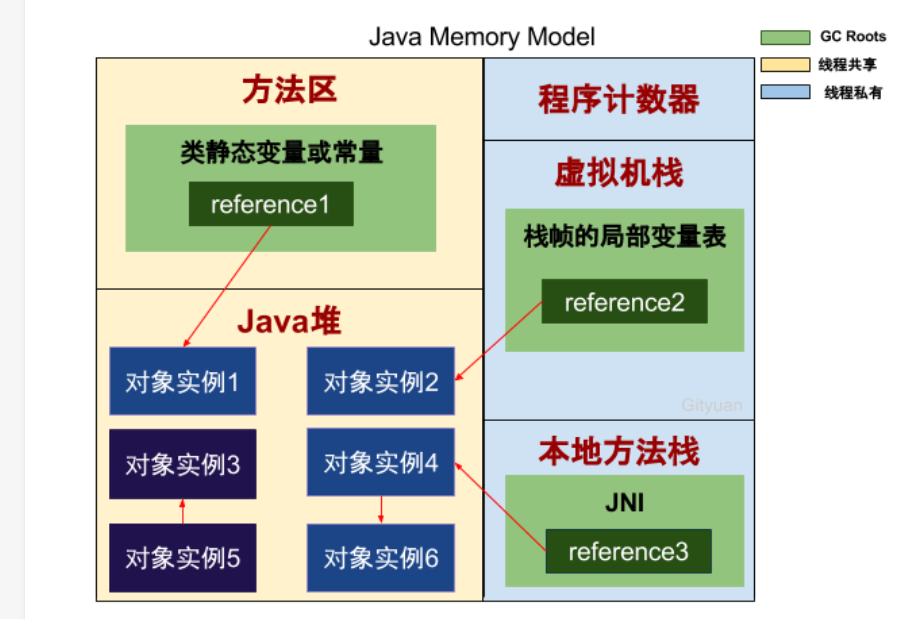 Java Memory Model
GC Roots
线程共享
线程私有
方法区
类静态变量或常量
reference1
程序计数器
虚拟机栈
栈帧的局部变量表
reference2
Gityuan
Java堆
对象实例1
对象实例2
对象实例3
对象实例4
对象实例5
对象实例6
本地方法栈
JNI
reference3